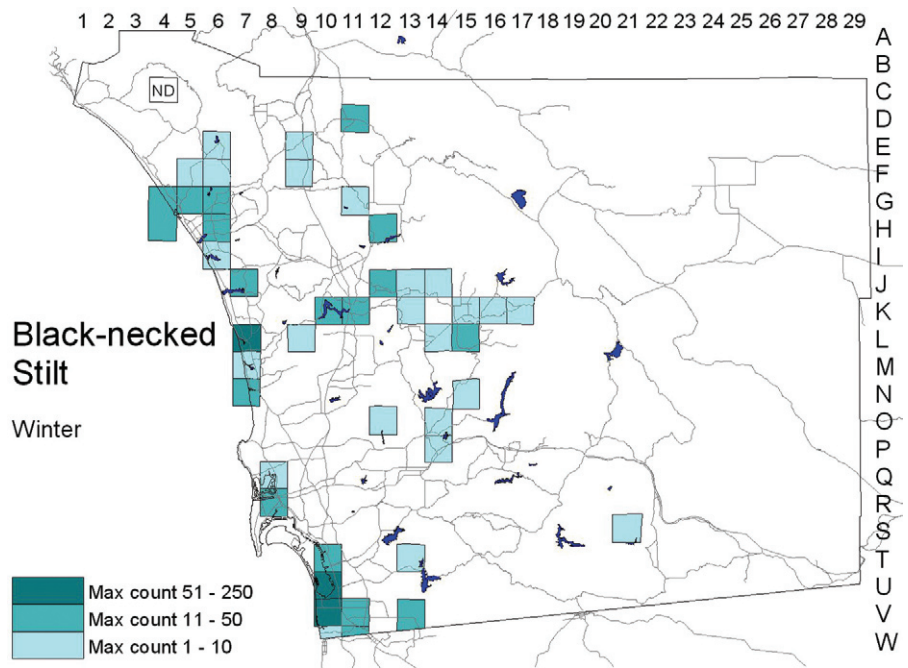 1 2 3 4 5 6 7 8 9 10 11 12 13 14 15 16 17 18 19 20 21 22 23 24 25 26 27 28 29
A
B
C
D
E
F
G
H
I
J
K
L
M
N
O
P
Q
R
S
T
U
V
W
ND
Black-necked
Stilt
Winter
Max count 51 - 250
Max count 11 - 50
Max count 1 - 10